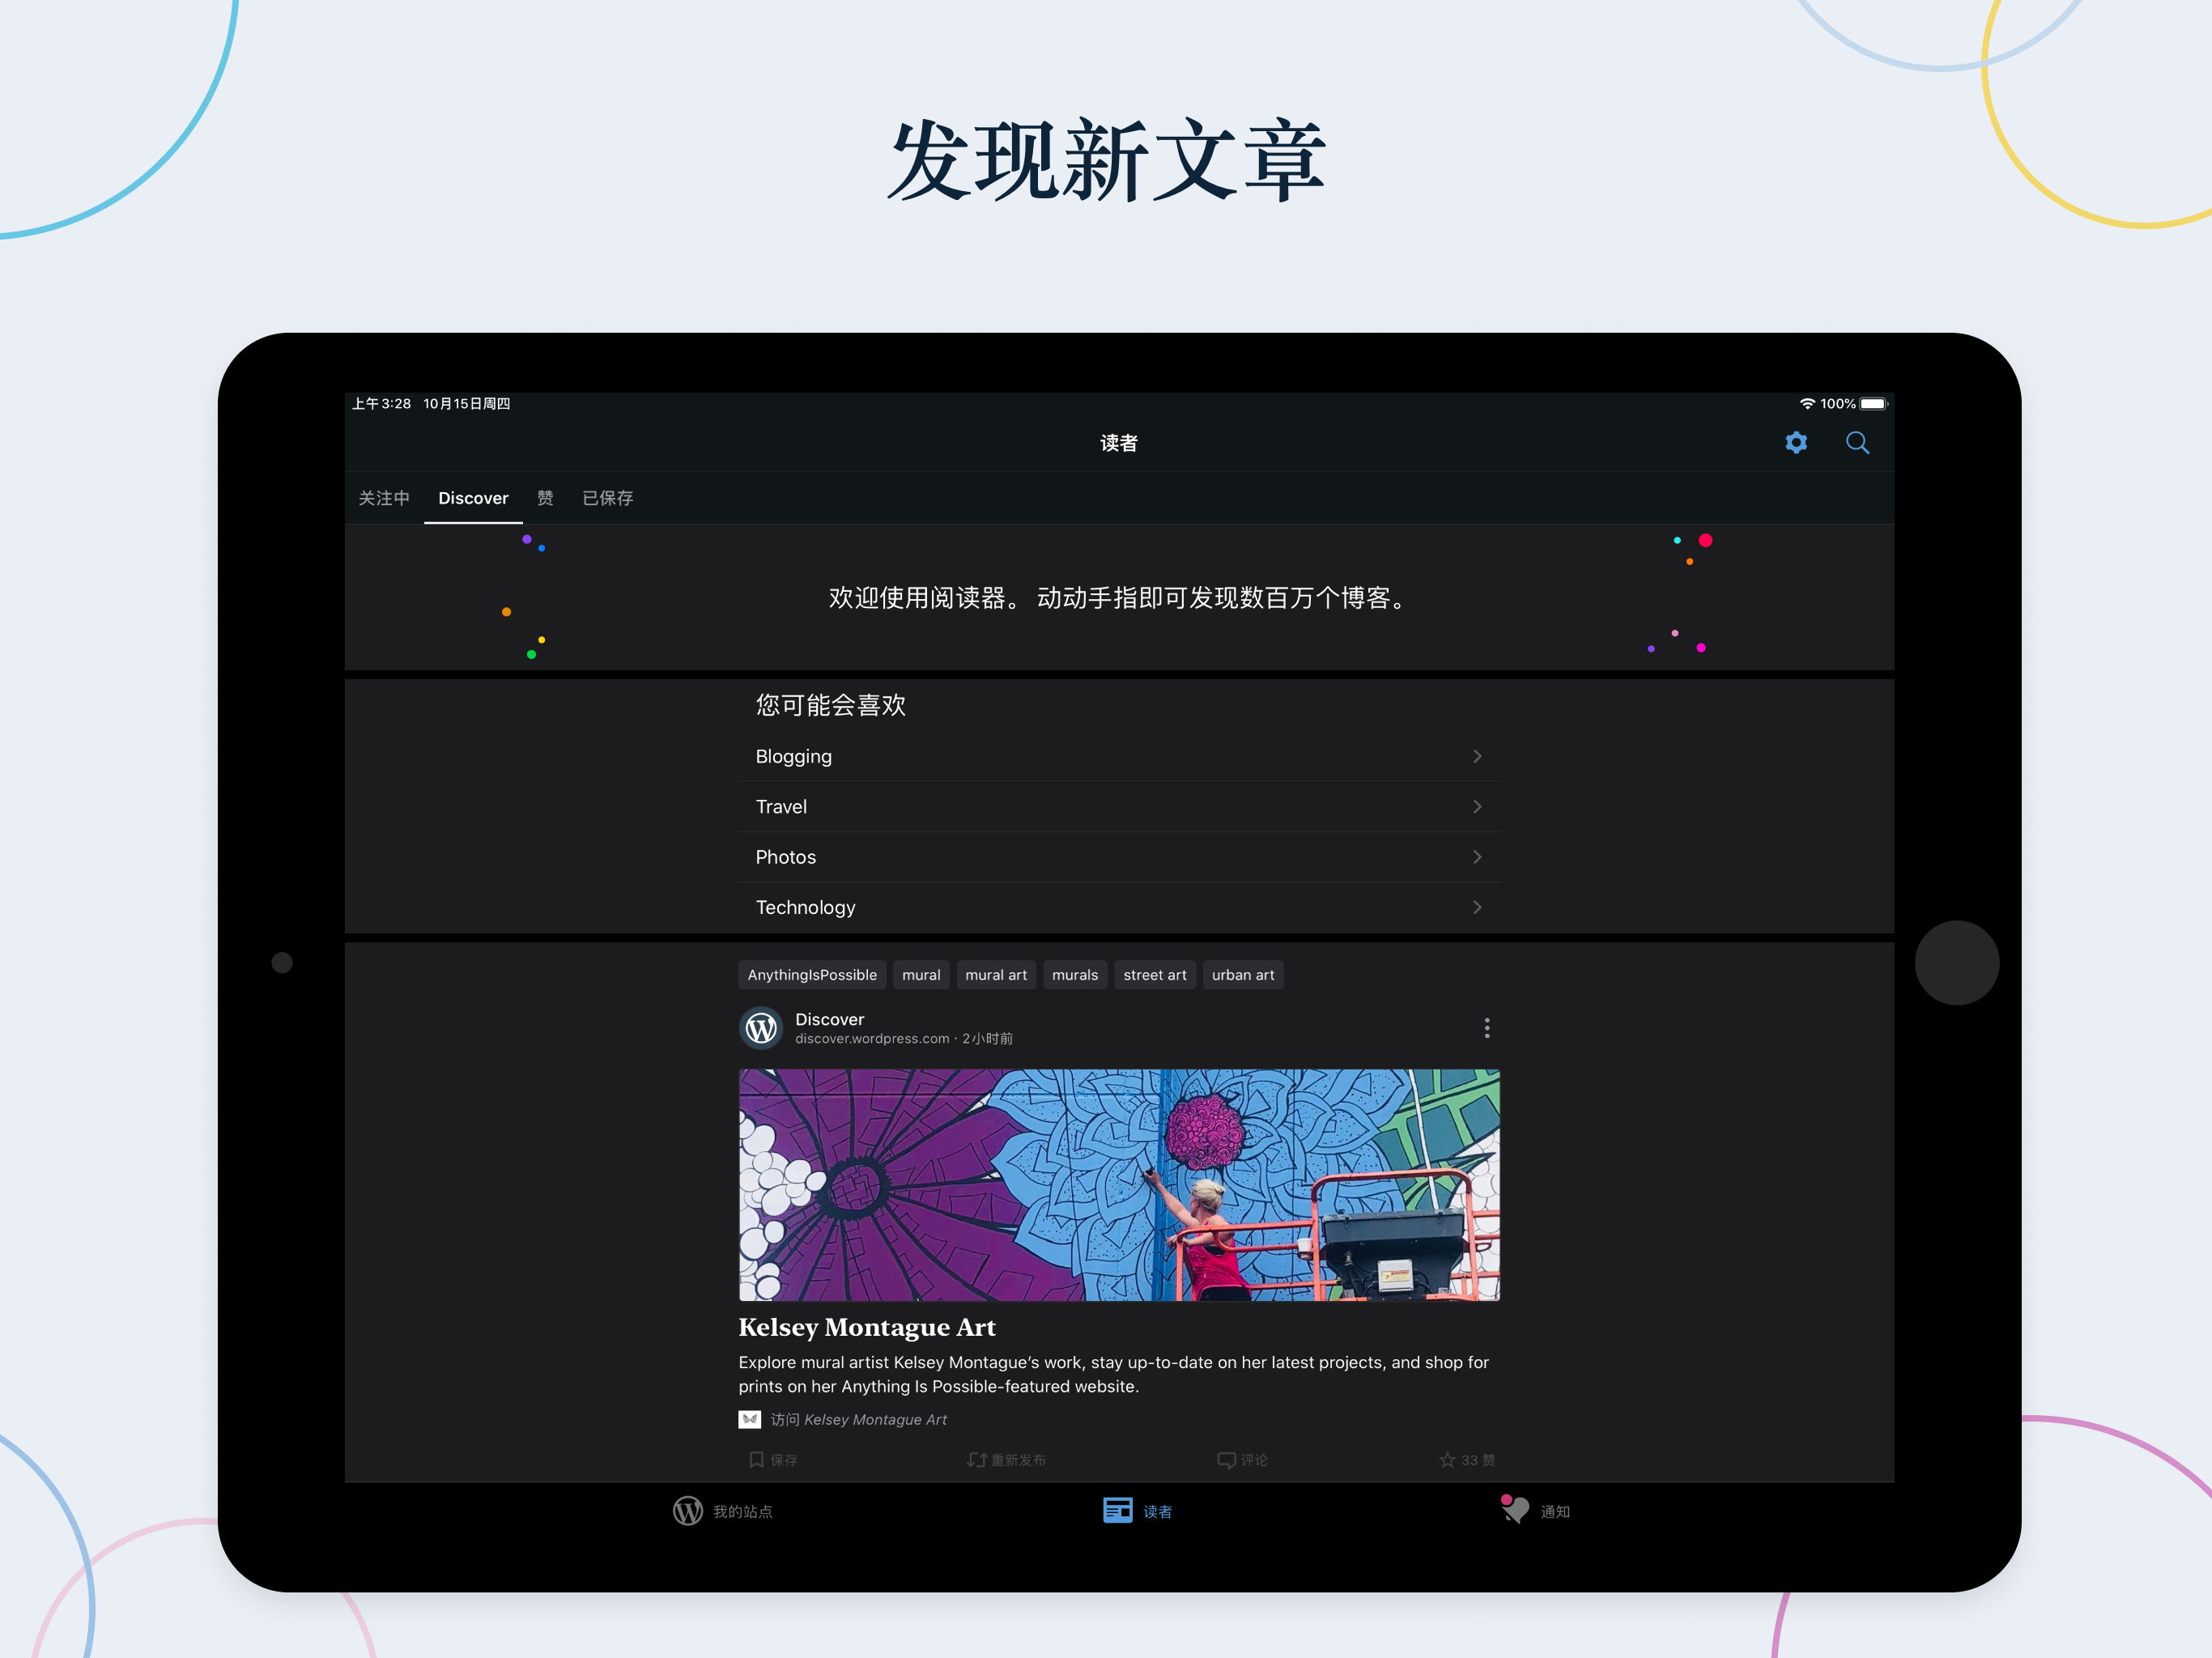 发现新文章
上午3:28 10月15日周四
100%
读者
关注中 Discover 赞 已保存
欢迎使用阅读器。 动动手指即可发现数百万个博客。
您可能会喜欢
Blogging
Travel
Photos
Technology
AnythingIsPossible mural mural art murals street art urban art
Discover
discover.wordpress.com · 2小时前
Kelsey Montague Art
Explore mural artist Kelsey Montague’s work, stay up-to-date on her latest projects, and shop for
prints on her Anything Is Possible-featured website.
访问 Kelsey Montague Art
保存 重新发布 评论 33 赞
我的站点 读者 通知